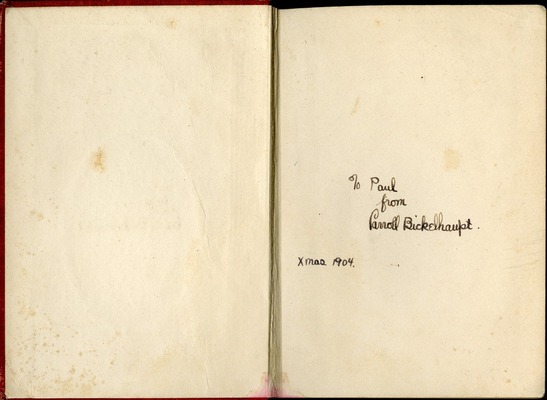 To Paul
from
Carroll Bickelhaupt.
Xmas 1904.